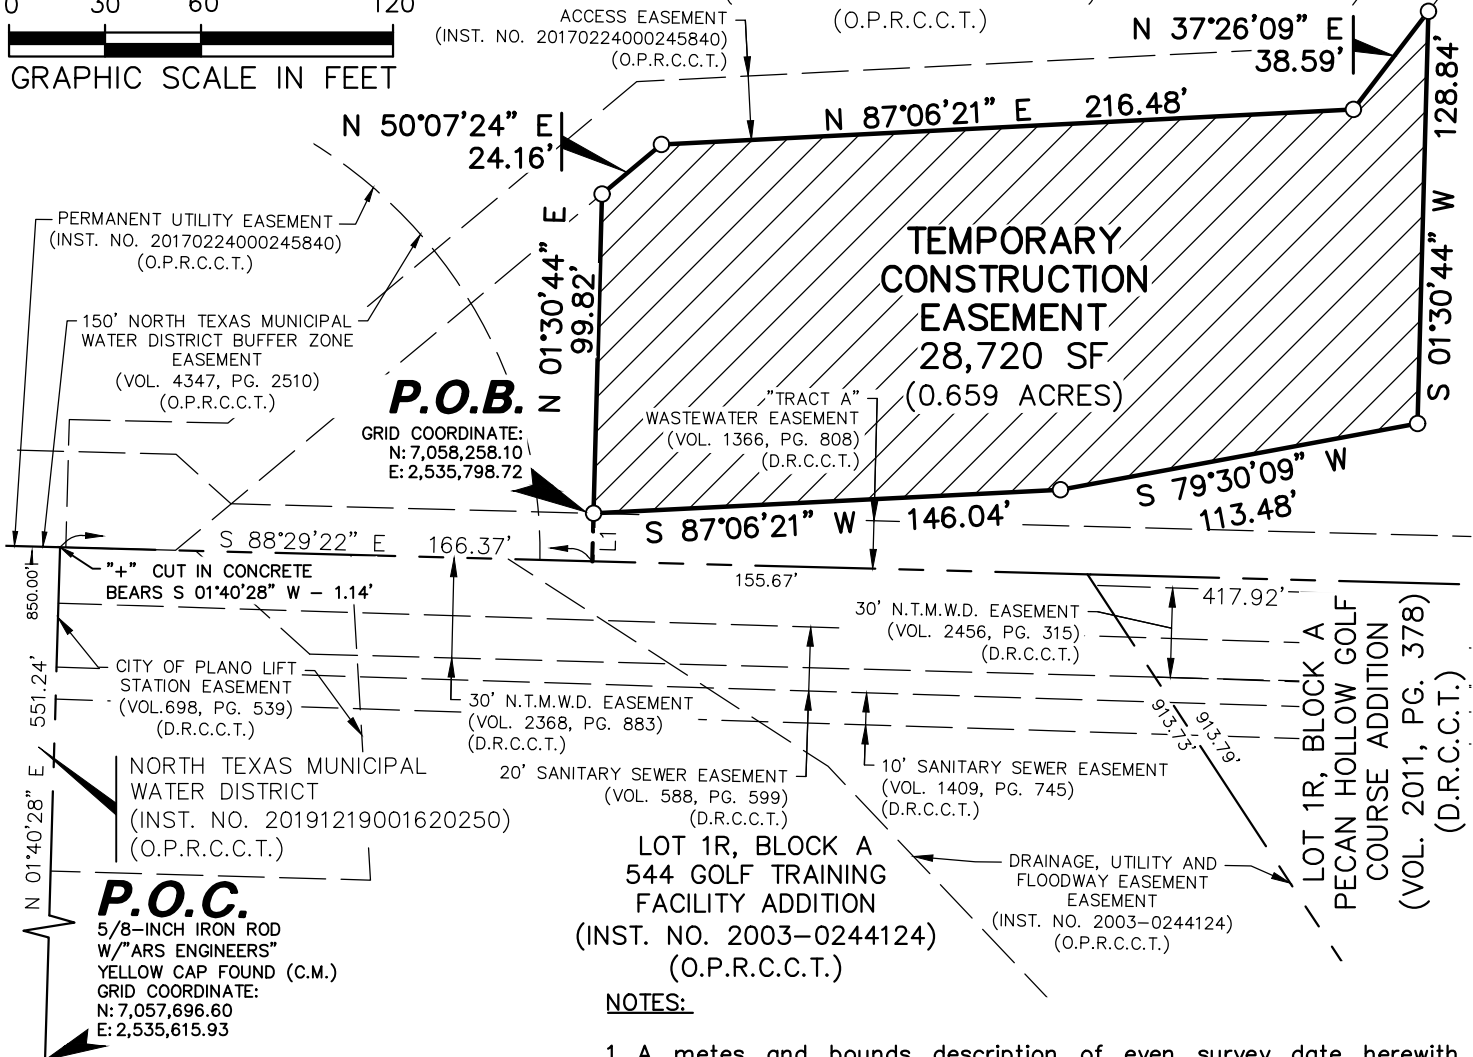 0 30 60 120
GRAPHIC SCALE IN FEET
ACCESS EASEMENT
(INST. NO. 20170224000245840)
(O.P.R.C.C.T.)
(O.P.R.C.C.T.)
N 37°26'09" E
38.59'
N 50°07'24" E
24.16'
N 87°06'21" E 216.48'
S 01°30'44" W 128.84'
N 01°30'44" E
99.82'
PERMANENT UTILITY EASEMENT
(INST. NO. 20170224000245840)
(O.P.R.C.C.T.)
TEMPORARY
CONSTRUCTION
EASEMENT
28,720 SF
(0.659 ACRES)
150' NORTH TEXAS MUNICIPAL
WATER DISTRICT BUFFER ZONE
EASEMENT
(VOL. 4347, PG. 2510)
(O.P.R.C.C.T.)
P.O.B.
GRID COORDINATE:
N: 7,058,258.10
E: 2,535,798.72
"TRACT A"
WASTEWATER EASEMENT
(VOL. 1366, PG. 808)
(D.R.C.C.T.)
S 79°30'09" W
113.48'
S 87°06'21" W 146.04'
L1
S 88°29'22" E 166.37'
"+" CUT IN CONCRETE
BEARS S 01°40'28" W - 1.14'
850.00'
155.67'
417.92'
30' N.T.M.W.D. EASEMENT
(VOL. 2456, PG. 315)
(D.R.C.C.T.)
CITY OF PLANO LIFT
STATION EASEMENT
(VOL.698, PG. 539)
(D.R.C.C.T.)
N 01°40'28" E 551.24'
30' N.T.M.W.D. EASEMENT
(VOL. 2368, PG. 883)
(D.R.C.C.T.)
913.73'
913.79'
NORTH TEXAS MUNICIPAL
WATER DISTRICT
(INST. NO. 20191219001620250)
(O.P.R.C.C.T.)
20' SANITARY SEWER EASEMENT
(VOL. 588, PG. 599)
(D.R.C.C.T.)
10' SANITARY SEWER EASEMENT
(VOL. 1409, PG. 745)
(D.R.C.C.T.)
LOT 1R, BLOCK A
PECAN HOLLOW GOLF
COURSE ADDITION
(VOL. 2011, PG. 378)
(D.R.C.C.T.)
LOT 1R, BLOCK A
544 GOLF TRAINING
FACILITY ADDITION
(INST. NO. 2003-0244124)
(O.P.R.C.C.T.)
DRAINAGE, UTILITY AND
FLOODWAY EASEMENT
EASEMENT
(INST. NO. 2003-0244124)
(O.P.R.C.C.T.)
P.O.C.
5/8-INCH IRON ROD
W/"ARS ENGINEERS"
YELLOW CAP FOUND (C.M.)
GRID COORDINATE:
N: 7,057,696.60
E: 2,535,615.93
NOTES:
1. A metes and bounds description of even survey date herewith